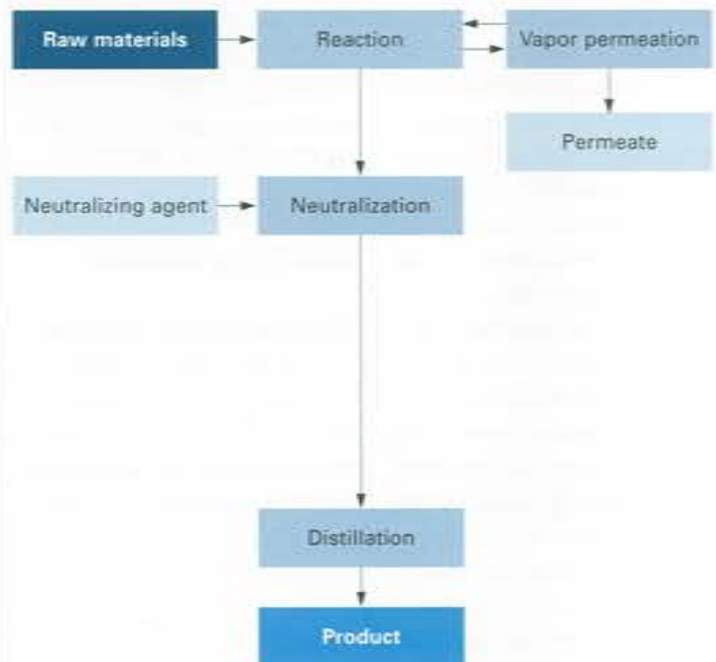 Raw materials
Reaction
Vapor permeation
Permeate
Neutralizing agent
Neutralization
Distillation
Product